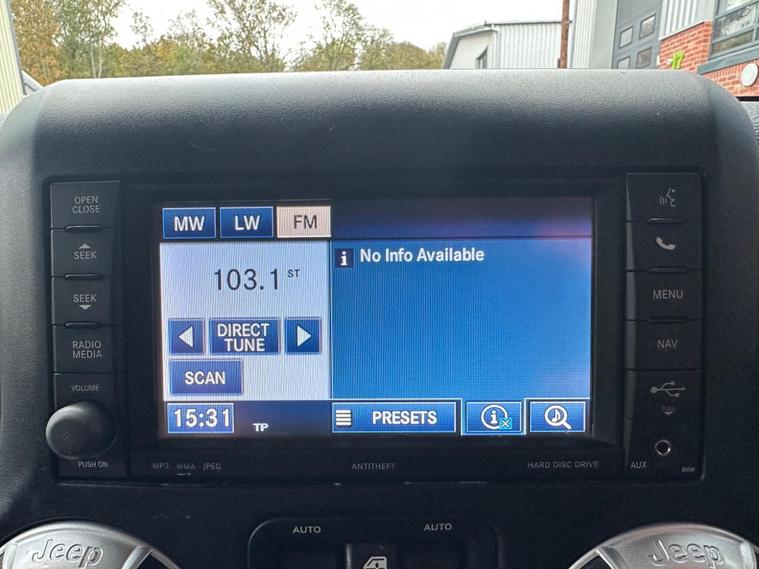 OPEN
CLOSE
SEEK
SEEK
RADIO
MEDIA
VOLUME
PUSH ON
MW LW FM
103.1 ST
DIRECT
TUNE
SCAN
i No Info Available
15:31 TP PRESETS i
MENU
NAV
PULL
AUX RHW
MP3 WMA JPEG ANTITHEFT HARD DISC DRIVE
AUTO AUTO
Jeep Jeep